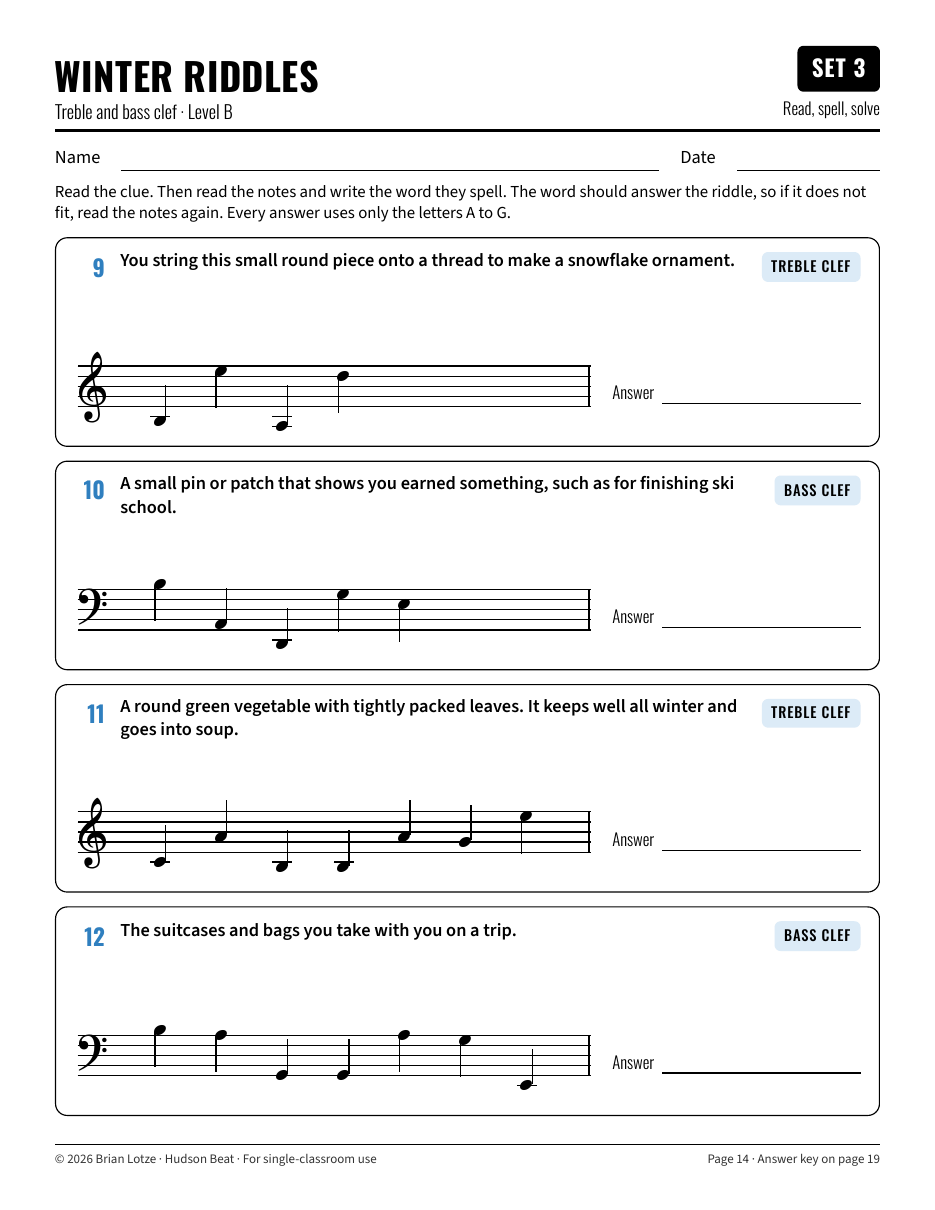 WINTER RIDDLES
SET 3
Treble and bass clef · Level B
Read, spell, solve
Name
Date
Read the clue. Then read the notes and write the word they spell. The word should answer the riddle, so if it does not
fit, read the notes again. Every answer uses only the letters A to G.
9
You string this small round piece onto a thread to make a snowflake ornament.
TREBLE CLEF
Answer
10
A small pin or patch that shows you earned something, such as for finishing ski
school.
BASS CLEF
Answer
11
A round green vegetable with tightly packed leaves. It keeps well all winter and
goes into soup.
TREBLE CLEF
Answer
12
The suitcases and bags you take with you on a trip.
BASS CLEF
Answer
© 2026 Brian Lotze · Hudson Beat · For single-classroom use
Page 14 · Answer key on page 19